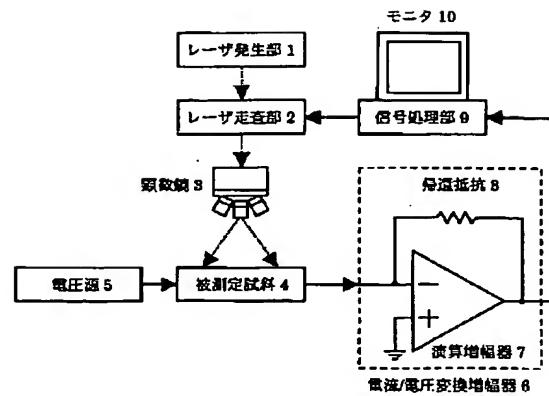 モニタ 10
レーザ発生部 1
レーザ走査部 2
信号処理部 9
顕微鏡 3
帰還抵抗 8
電圧源 5
被測定試料 4
演算増幅器 7
電流/電圧変換増幅器 6